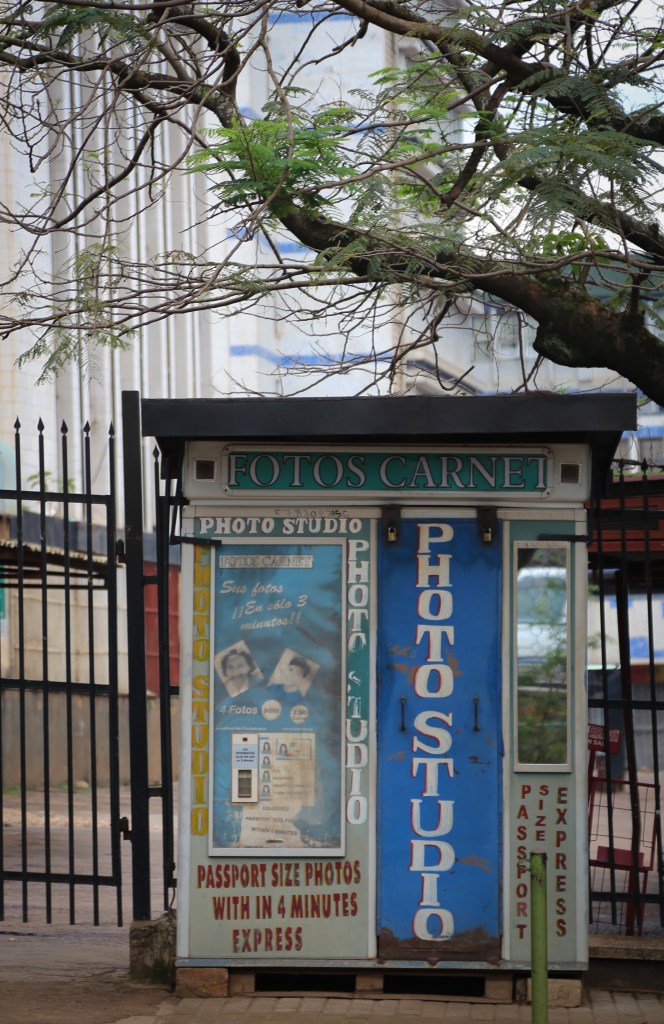 FOTOS CARNET
PHOTO STUDIO
PHOTO STUDIO
FOTOS CARNET
Sus fotos
¡¡En sólo 3
minutos!!
4 Fotos sólo
PHOTO STUDIO
PASSPORT SIZE PHOTOS
WITH IN 4 MINUTES
EXPRESS
PHOTO STUDIO
PASSPORT
SIZE
EXPRESS